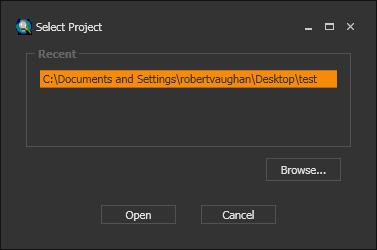 Select Project
Recent
C:\Documents and Settings\robertvaughan\Desktop\test
Browse...
Open
Cancel